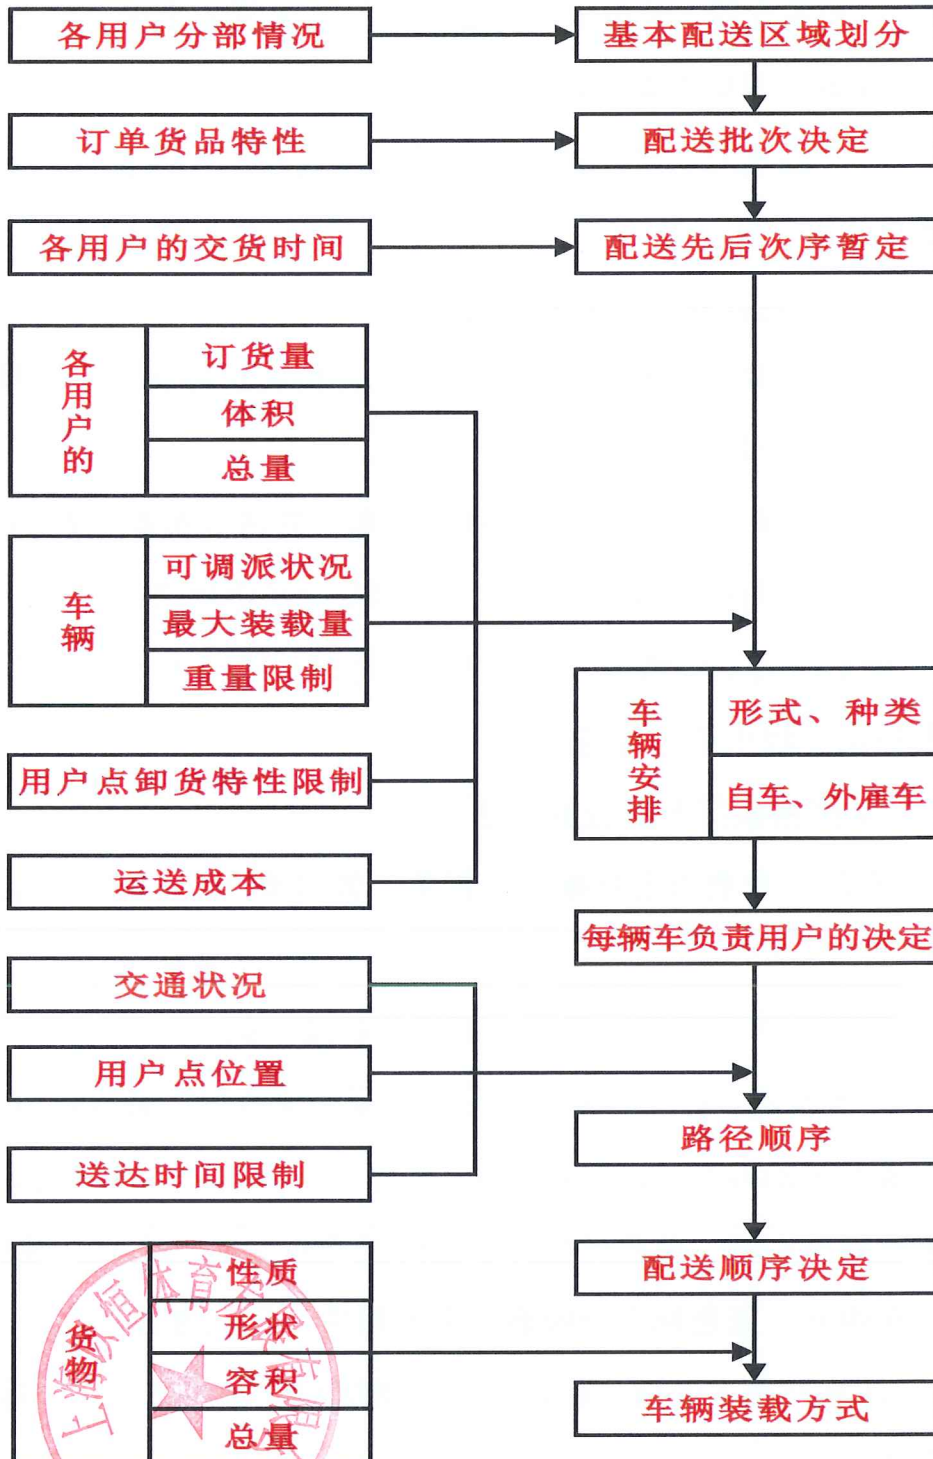 各用户分部情况
基本配送区域划分
订单货品特性
配送批次决定
各用户的交货时间
配送先后次序暂定
各用户的
订货量
体积
总量
车辆
可调派状况
最大装载量
重量限制
车辆安排
形式、种类
自车、外雇车
用户点卸货特性限制
运送成本
每辆车负责用户的决定
交通状况
用户点位置
路径顺序
送达时间限制
配送顺序决定
货物
性质
形状
容积
总量
车辆装载方式